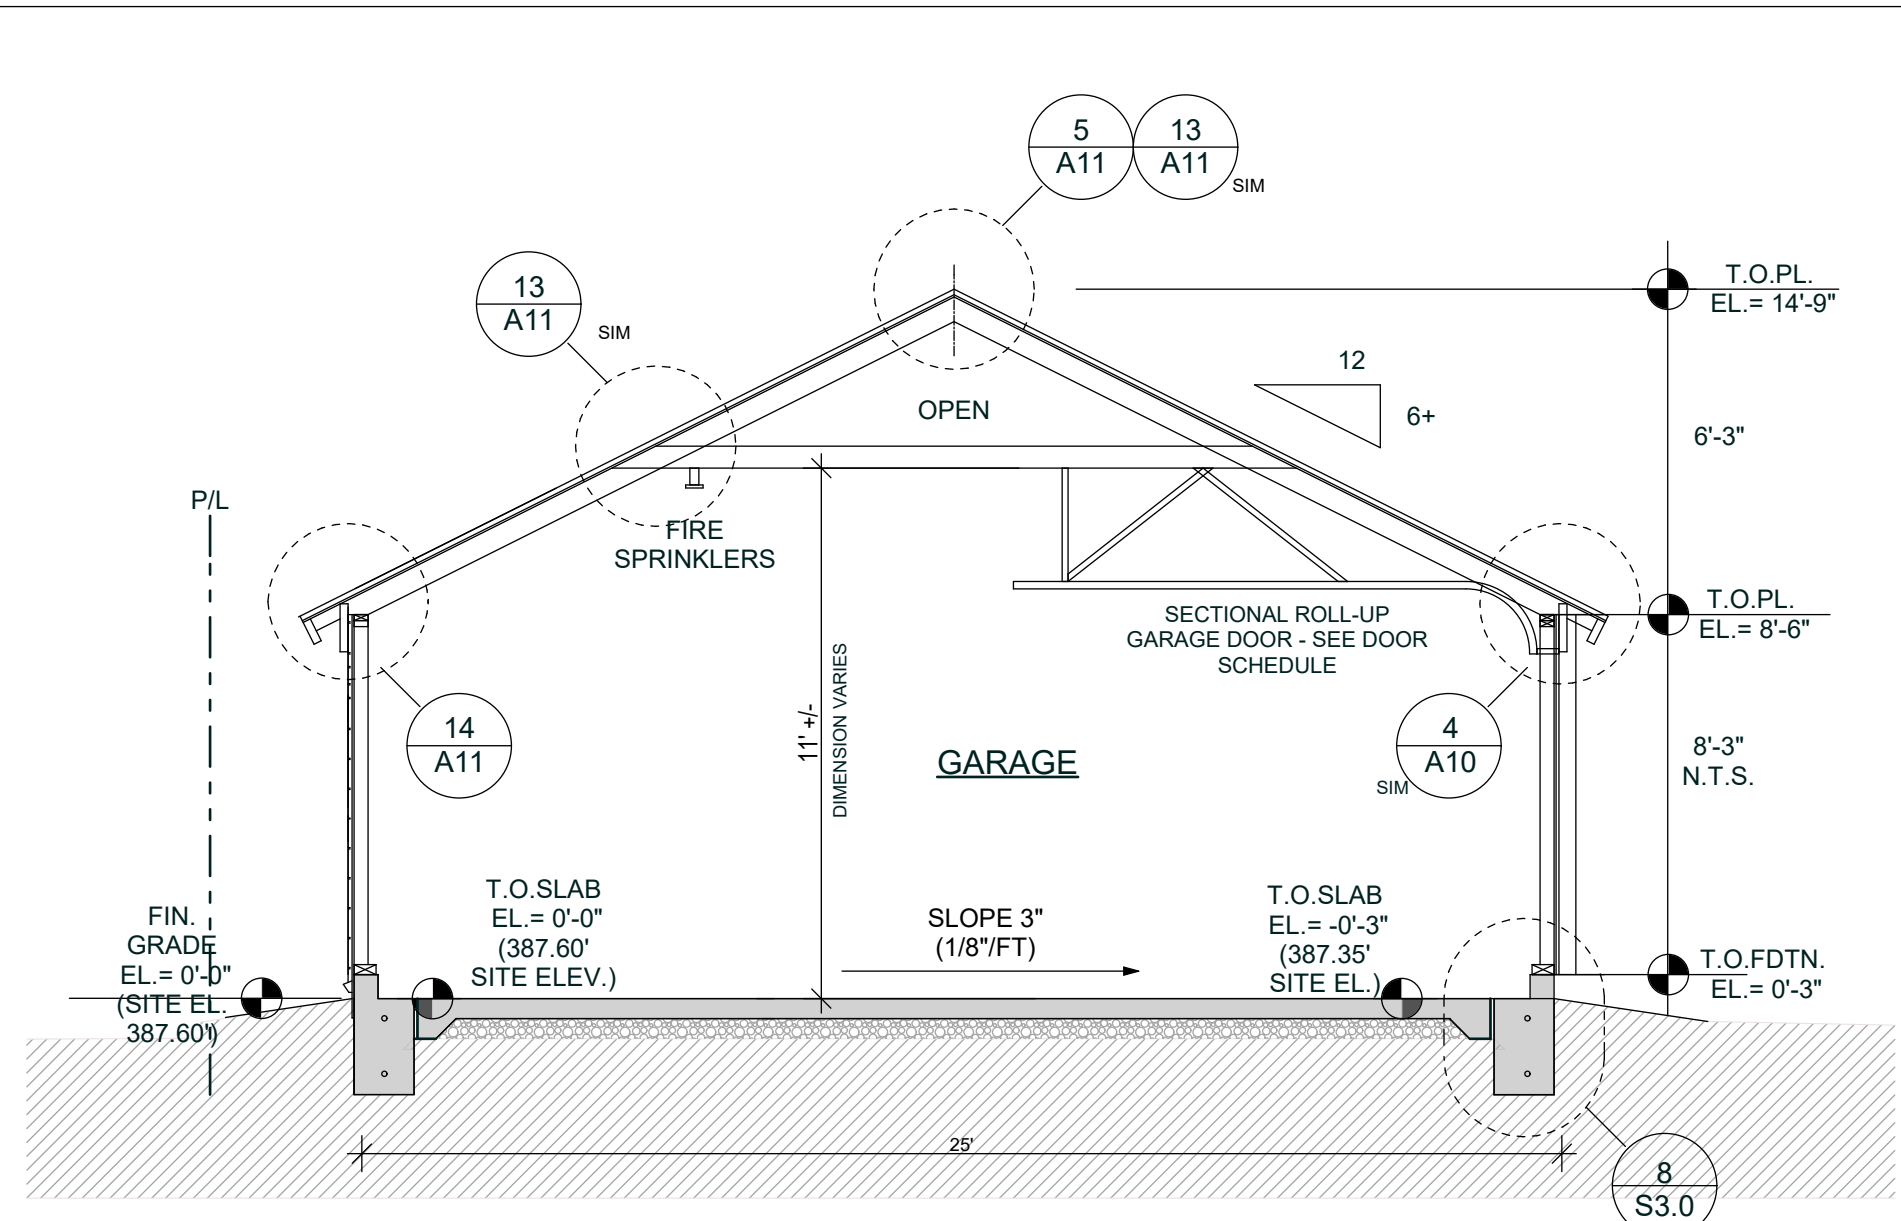 5
A11
13
A11
SIM
13
A11
SIM
T.O.PL.
EL.= 14'-9"
12
6+
6'-3"
OPEN
P/L
FIRE
SPRINKLERS
SECTIONAL ROLL-UP
GARAGE DOOR - SEE DOOR
SCHEDULE
T.O.PL.
EL.= 8'-6"
14
A11
11' +/-
DIMENSION VARIES
GARAGE
4
A10
SIM
8'-3"
N.T.S.
FIN.
GRADE
EL.= 0'-0"
(SITE EL.
387.60')
T.O.SLAB
EL.= 0'-0"
(387.60'
SITE ELEV.)
SLOPE 3"
(1/8"/FT)
T.O.SLAB
EL.= -0'-3"
(387.35'
SITE EL.)
T.O.FDTN.
EL.= 0'-3"
25'
8
S3.0